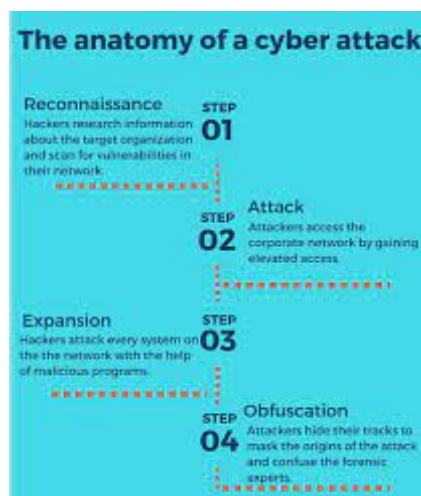 The anatomy of a cyber attack
Reconnaissance
Hackers research information
about the target organization
and scan for vulnerabilities in
their network.
STEP
01
STEP
02
Attack
Attackers access the
corporate network by gaining
elevated access.
Expansion
Hackers attack every system on
the the network with the help
of malicious programs.
STEP
03
STEP
04
Obfuscation
Attackers hide their tracks to
mask the origins of the attack
and confuse the forensic
experts.